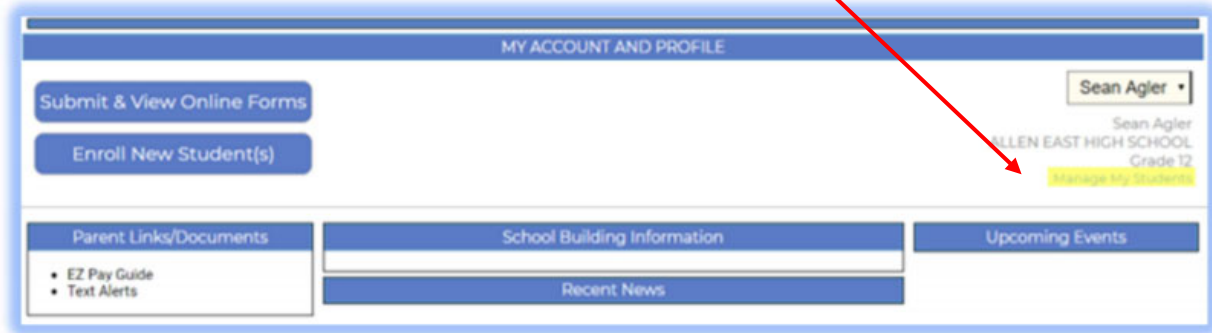 MY ACCOUNT AND PROFILE
Submit & View Online Forms
Enroll New Student(s)
Sean Agler
Sean Agler
ALLEN EAST HIGH SCHOOL
Grade 12
Manage My Students
Parent Links/Documents
• EZ Pay Guide
• Text Alerts
School Building Information
Recent News
Upcoming Events